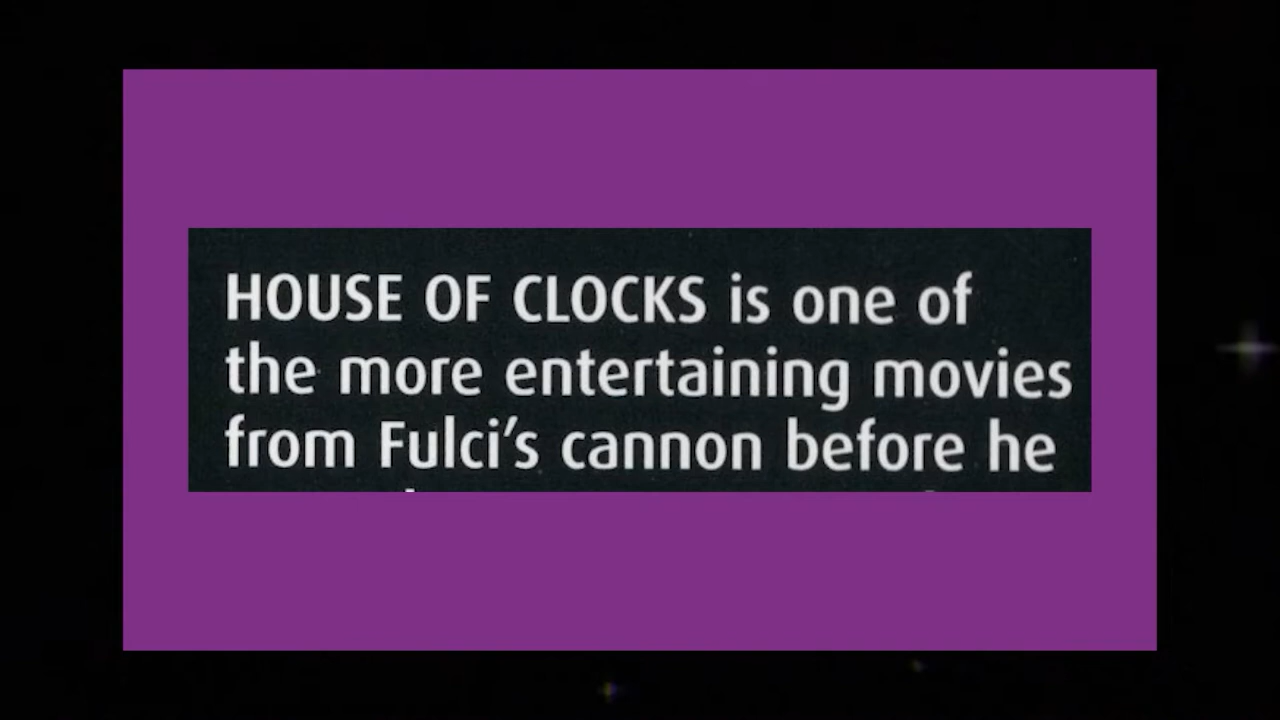 HOUSE OF CLOCKS is one of
the more entertaining movies
from Fulci's cannon before he